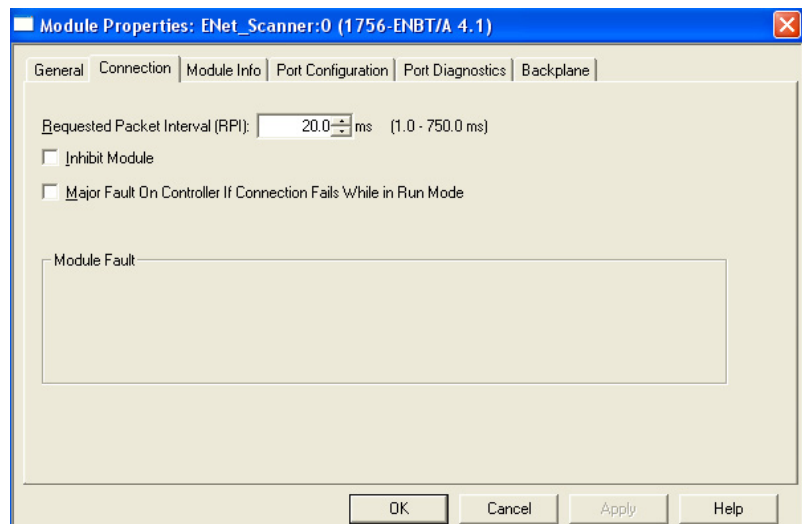 Module Properties: ENet_Scanner:0 (1756-ENBT/A 4.1)
General Connection Module Info Port Configuration Port Diagnostics Backplane
Requested Packet Interval (RPI): 20.0 ms (1.0 - 750.0 ms)
Inhibit Module
Major Fault On Controller If Connection Fails While in Run Mode
Module Fault
OK Cancel Apply Help